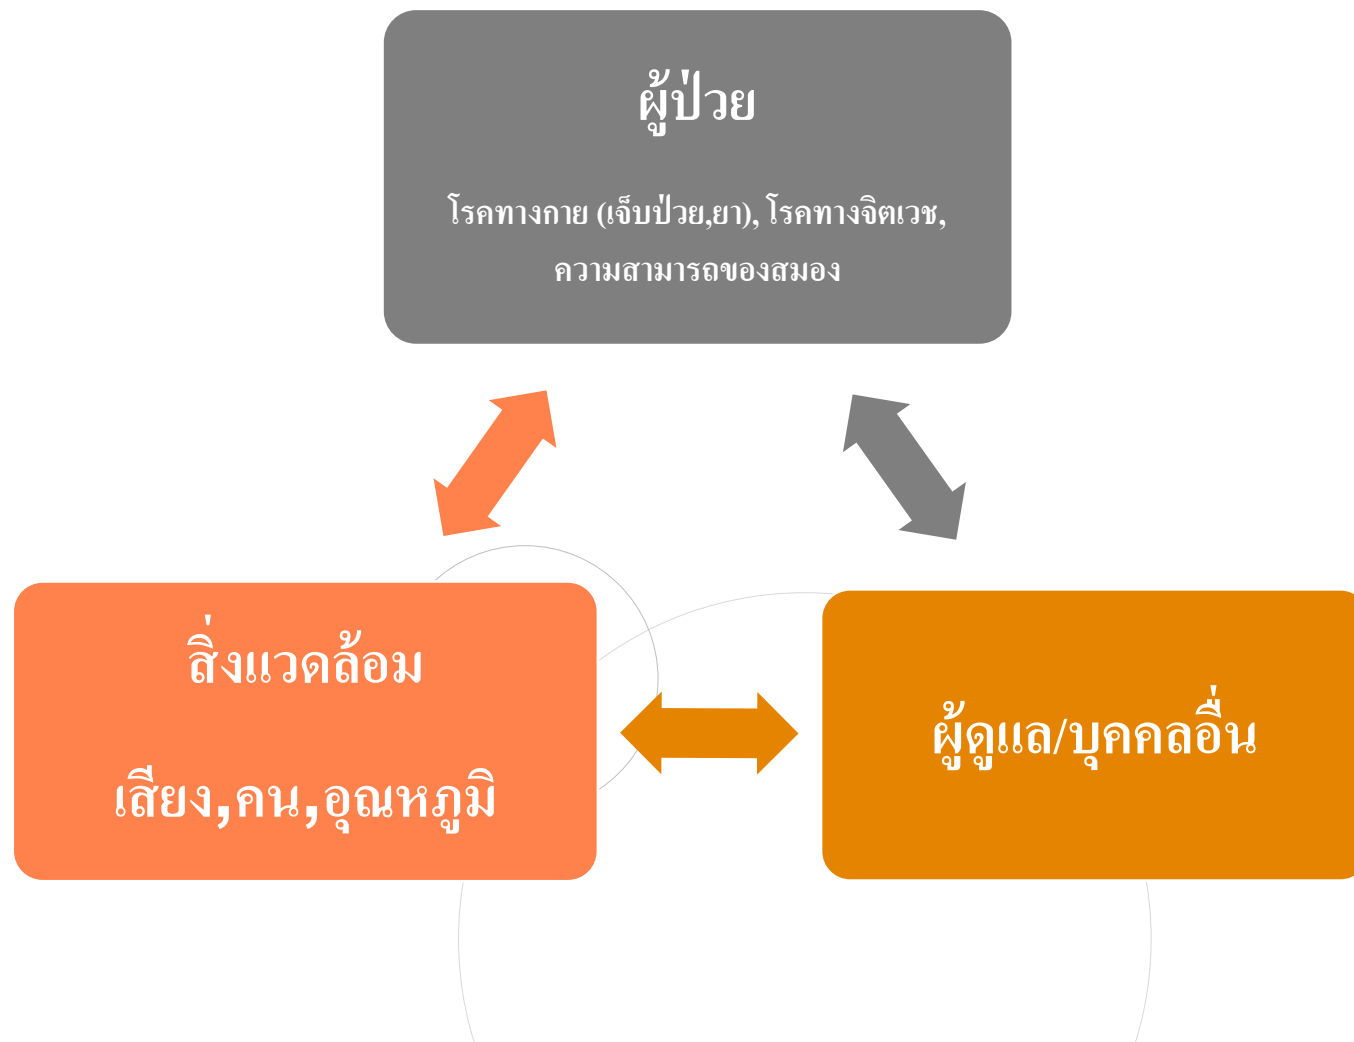 ผู้ป่วย
โรคทางกาย (เจ็บป่วย,ยา), โรคทางจิตเวช,
ความสามารถของสมอง
สิ่งแวดล้อม
เสียง,คน,อุณหภูมิ
ผู้ดูแล/บุคคลอื่น